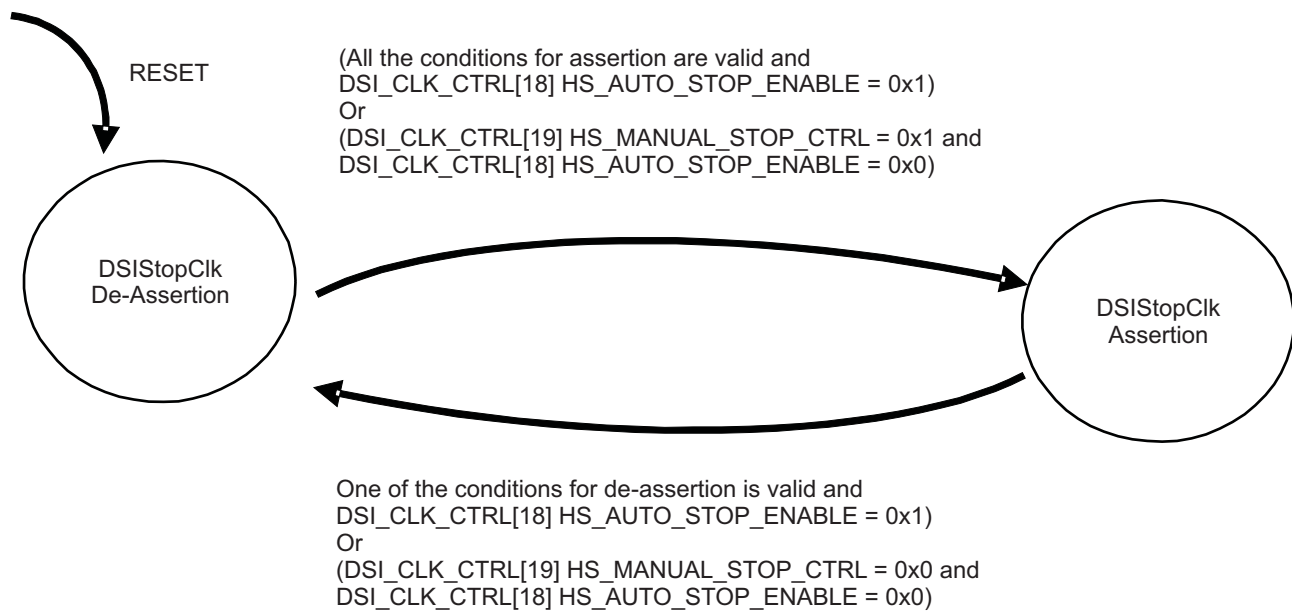 RESET
(All the conditions for assertion are valid and
DSI_CLK_CTRL[18] HS_AUTO_STOP_ENABLE = 0x1)
Or
(DSI_CLK_CTRL[19] HS_MANUAL_STOP_CTRL = 0x1 and
DSI_CLK_CTRL[18] HS_AUTO_STOP_ENABLE = 0x0)
DSIStopClk
De-Assertion
DSIStopClk
Assertion
One of the conditions for de-assertion is valid and
DSI_CLK_CTRL[18] HS_AUTO_STOP_ENABLE = 0x1)
Or
(DSI_CLK_CTRL[19] HS_MANUAL_STOP_CTRL = 0x0 and
DSI_CLK_CTRL[18] HS_AUTO_STOP_ENABLE = 0x0)